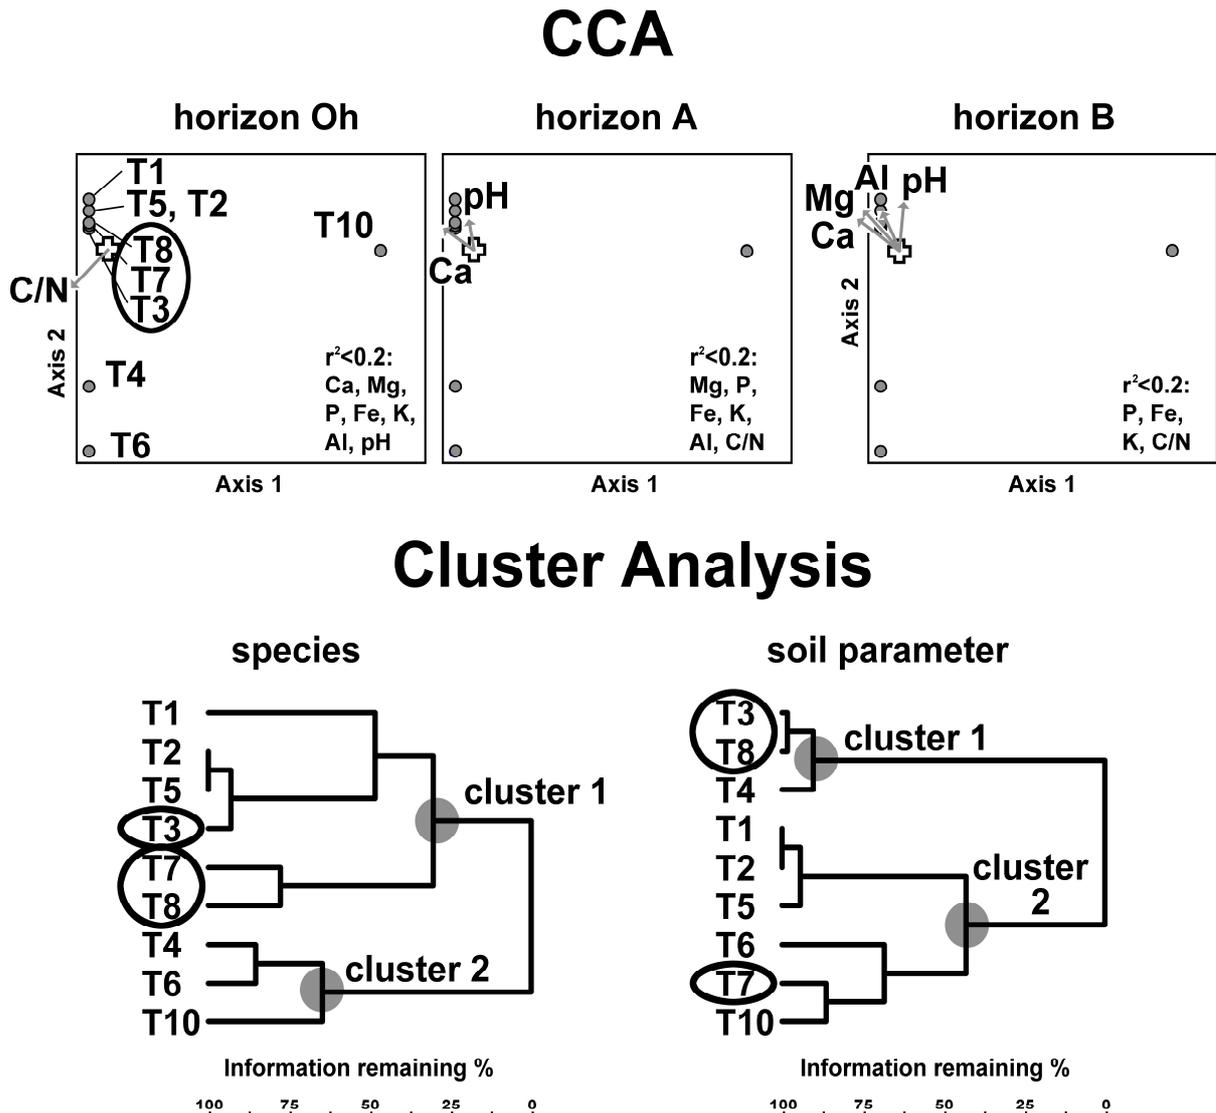 CCA
horizon Oh
horizon A
horizon B
T1
T5, T2
T8
T7
T3
T10
C/N
T4
T6
r²<0.2:
Ca, Mg,
P, Fe, K,
Al, pH
Axis 2
Axis 1
pH
Ca
r²<0.2:
Mg, P,
Fe, K,
Al, C/N
Axis 1
Al
pH
Mg
Ca
Axis 2
r²<0.2:
P, Fe,
K, C/N
Axis 1
Cluster Analysis
species
T1
T2
T5
T3
T7
T8
T4
T6
T10
cluster 1
cluster 2
Information remaining %
100 75 50 25 0
soil parameter
T3
T8
T4
T1
T2
T5
T6
T7
T10
cluster 1
cluster
2
Information remaining %
100 75 50 25 0